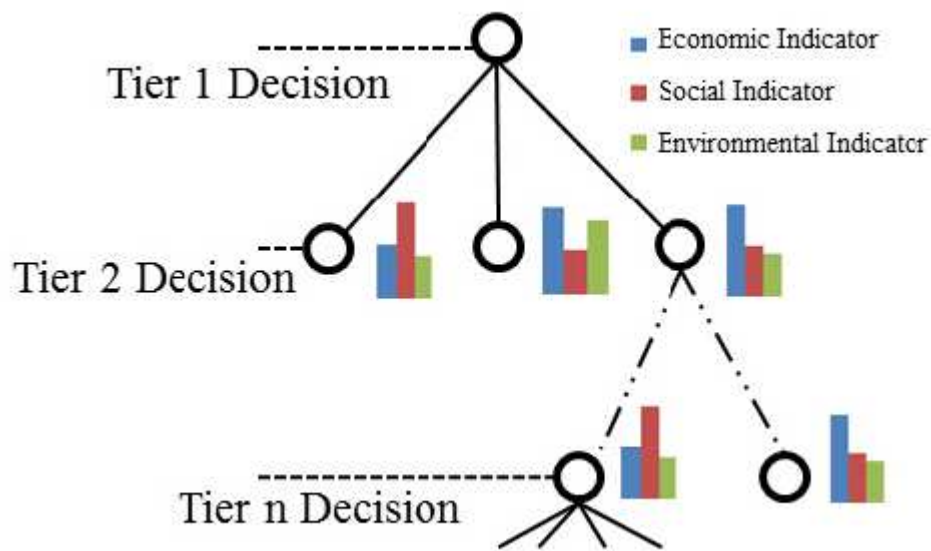 Economic Indicator
Tier 1 Decision
Social Indicator
Environmental Indicator
Tier 2 Decision
Tier n Decision